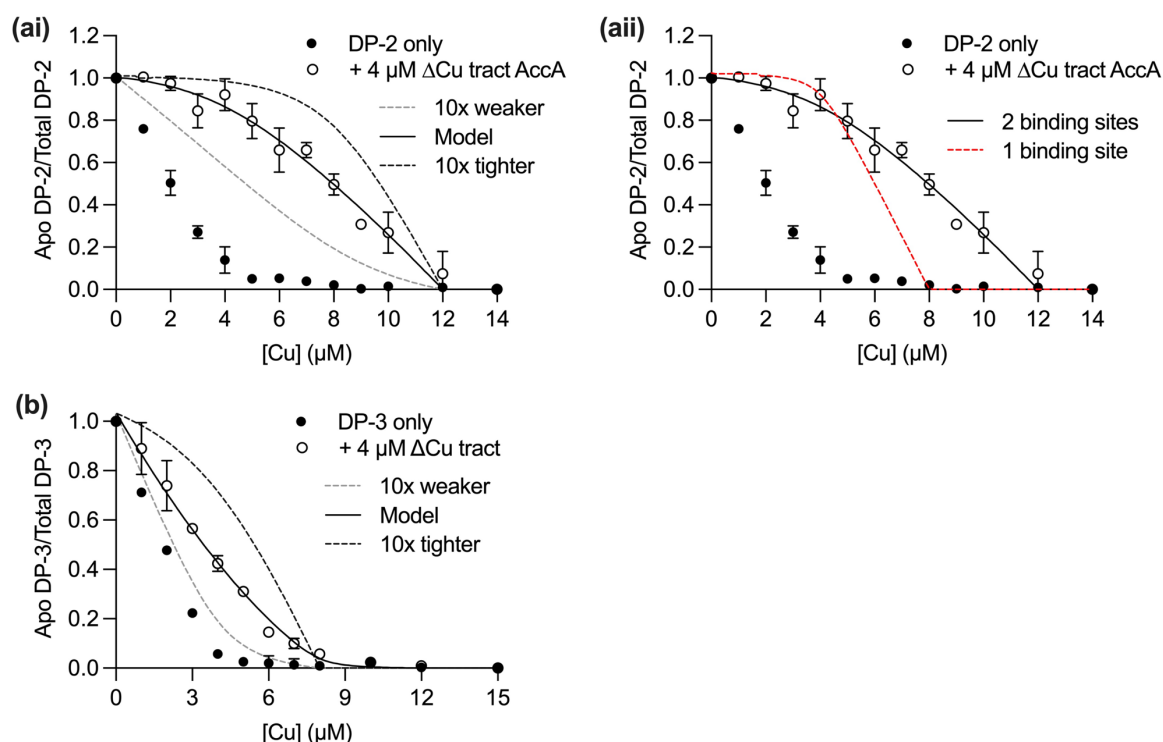 (ai)
1.2
1.0
0.8
0.6
0.4
0.2
0.0
Apo DP-2/Total DP-2
DP-2 only
+ 4 µM ΔCu tract AccA
10x weaker
Model
10x tighter
0 2 4 6 8 10 12 14
[Cu] (µM)
(aii)
1.2
1.0
0.8
0.6
0.4
0.2
0.0
Apo DP-2/Total DP-2
DP-2 only
+ 4 µM ΔCu tract AccA
2 binding sites
1 binding site
0 2 4 6 8 10 12 14
[Cu] (µM)
(b)
1.0
0.8
0.6
0.4
0.2
0.0
Apo DP-3/Total DP-3
DP-3 only
+ 4 µM ΔCu tract
10x weaker
Model
10x tighter
0 3 6 9 12 15
[Cu] (µM)